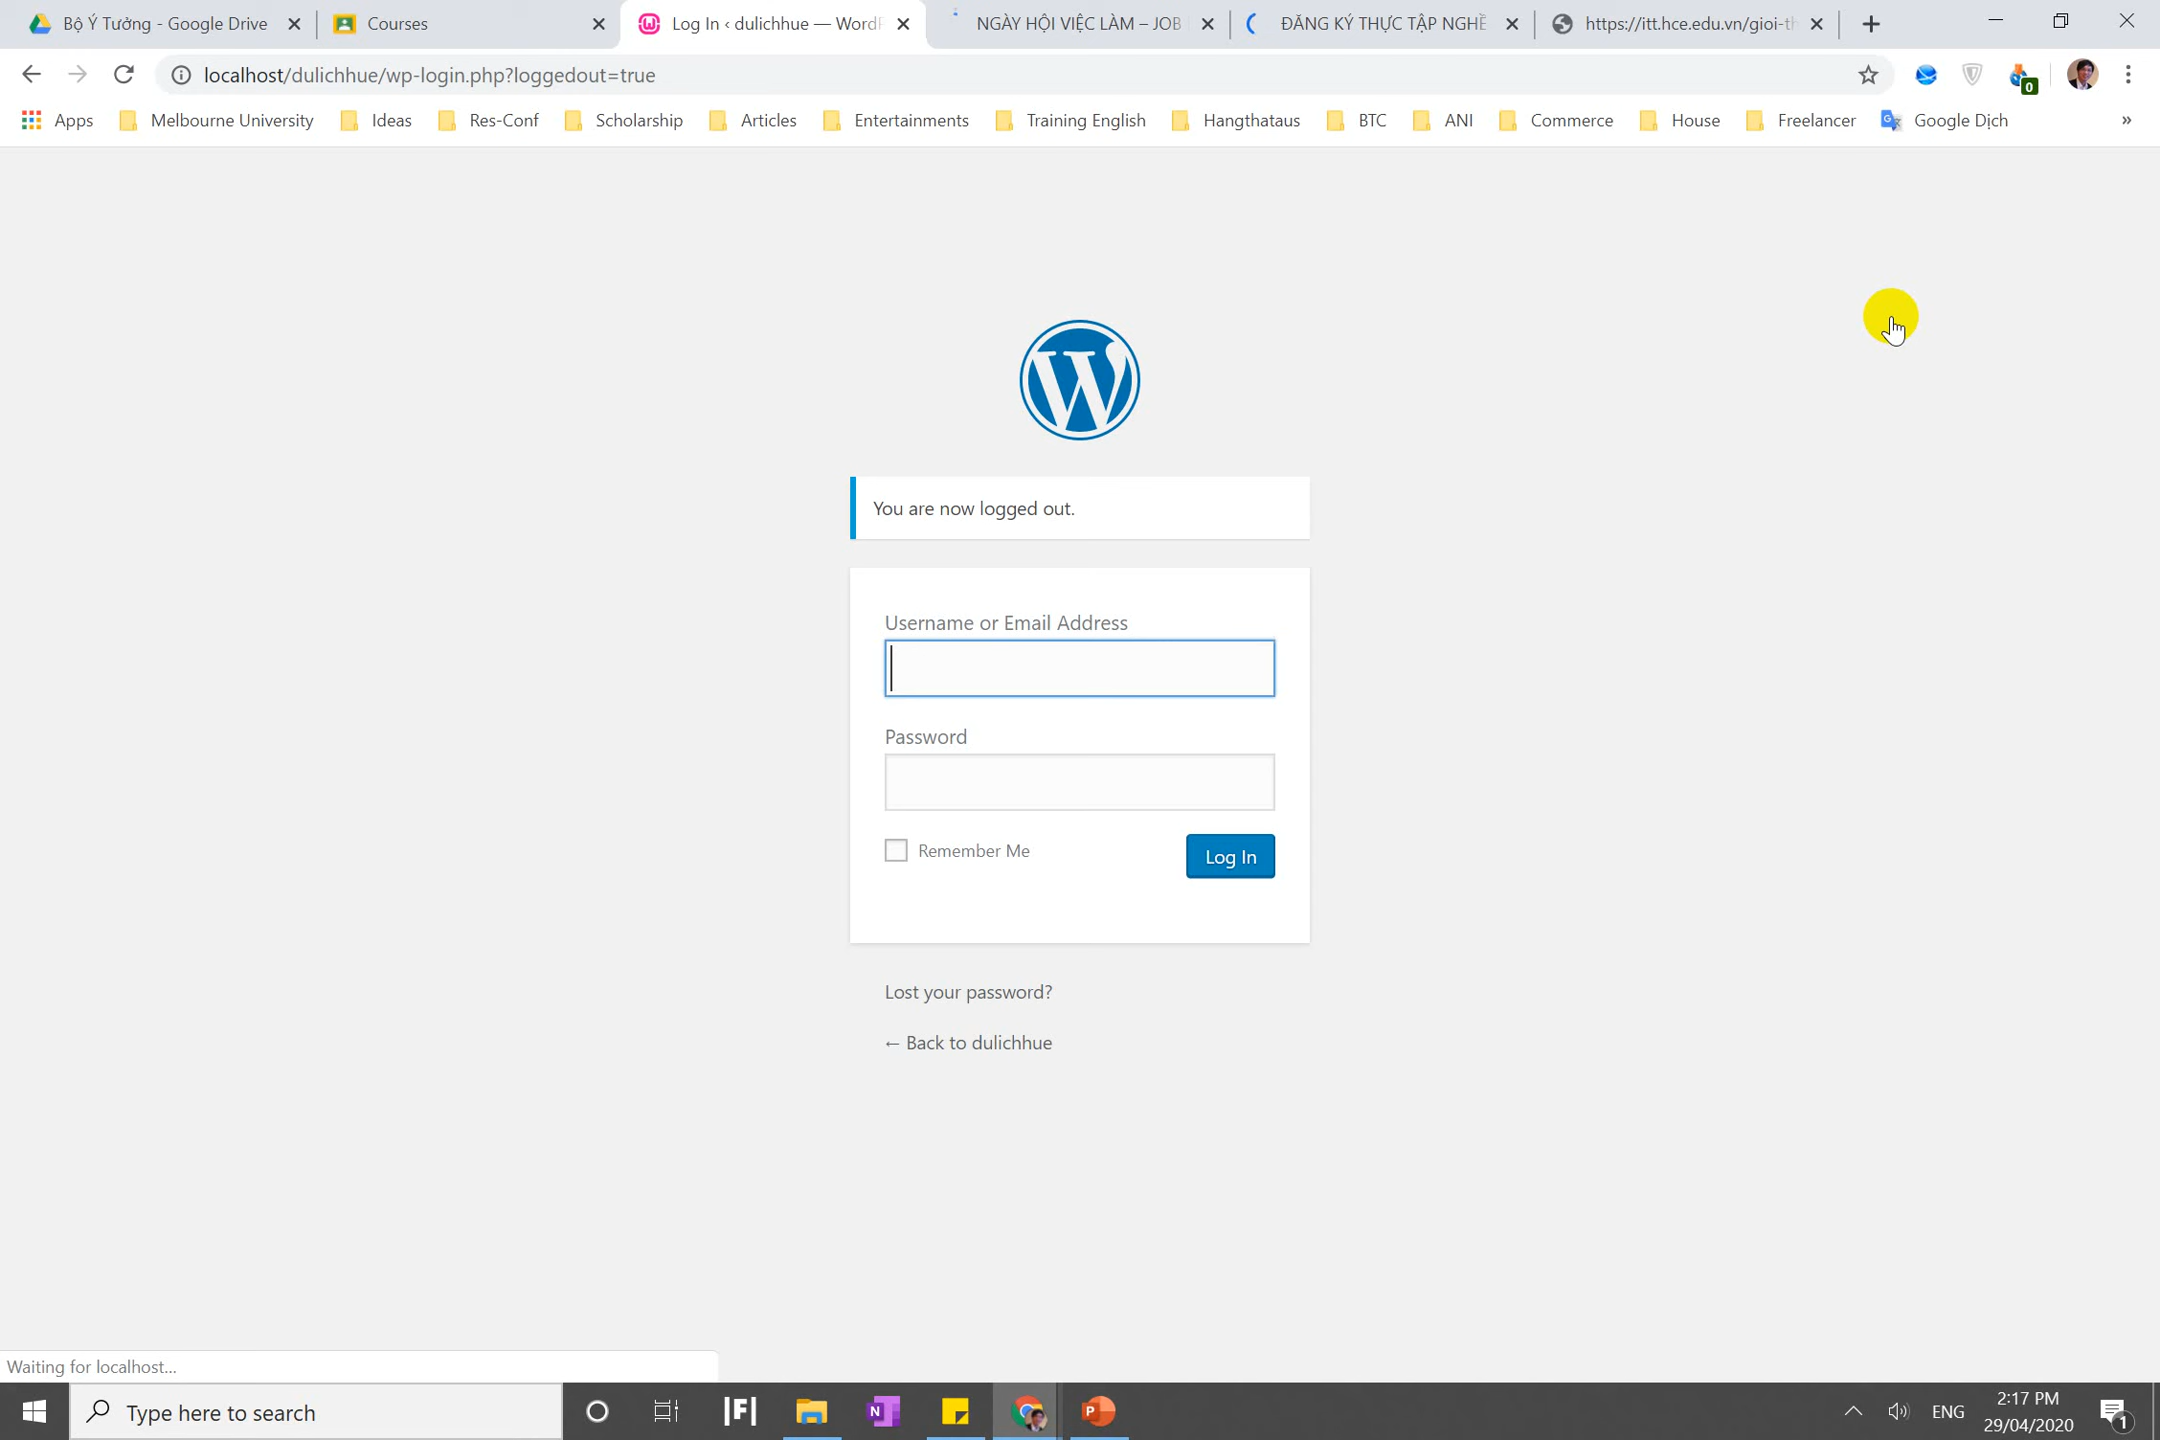 Bộ Ý Tưởng - Google Drive
Courses
Log In ‹ dulichhue — WordP
NGÀY HỘI VIỆC LÀM – JOB
ĐĂNG KÝ THỰC TẬP NGHỀ
https://itt.hce.edu.vn/gioi-th
localhost/dulichhue/wp-login.php?loggedout=true
0
Apps
Melbourne University
Ideas
Res-Conf
Scholarship
Articles
Entertainments
Training English
Hangthataus
BTC
ANI
Commerce
House
Freelancer
Google Dịch
»
You are now logged out.
Username or Email Address
Password
Remember Me
Log In
Lost your password?
← Back to dulichhue
Waiting for localhost...
Type here to search
|F|
ENG
2:17 PM
29/04/2020
1